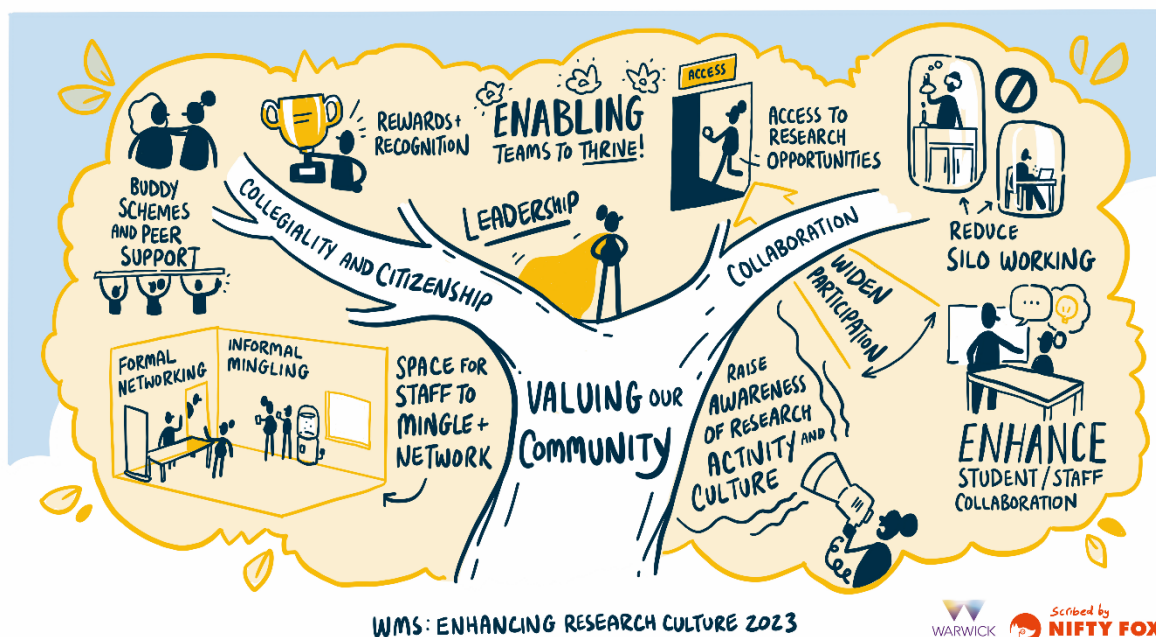 BUDDY
SCHEMES
AND PEER
SUPPORT
REWARDS+
RECOGNITION
ENABLING
TEAMS TO THRIVE!
ACCESS
ACCESS TO
RESEARCH
OPPORTUNITIES
REDUCE
SILO WORKING
COLLEGIALITY AND CITIZENSHIP
LEADERSHIP
COLLABORATION
WIDEN
PARTICIPATION
...
FORMAL
NETWORKING
INFORMAL
MINGLING
SPACE FOR
STAFF TO
MINGLE +
NETWORK
VALUING OUR
COMMUNITY
RAISE
AWARENESS
OF RESEARCH
ACTIVITY AND
CULTURE
ENHANCE
STUDENT/STAFF
COLLABORATION
WMS: ENHANCING RESEARCH CULTURE 2023
WARWICK
Scribed by
NIFTY FOX